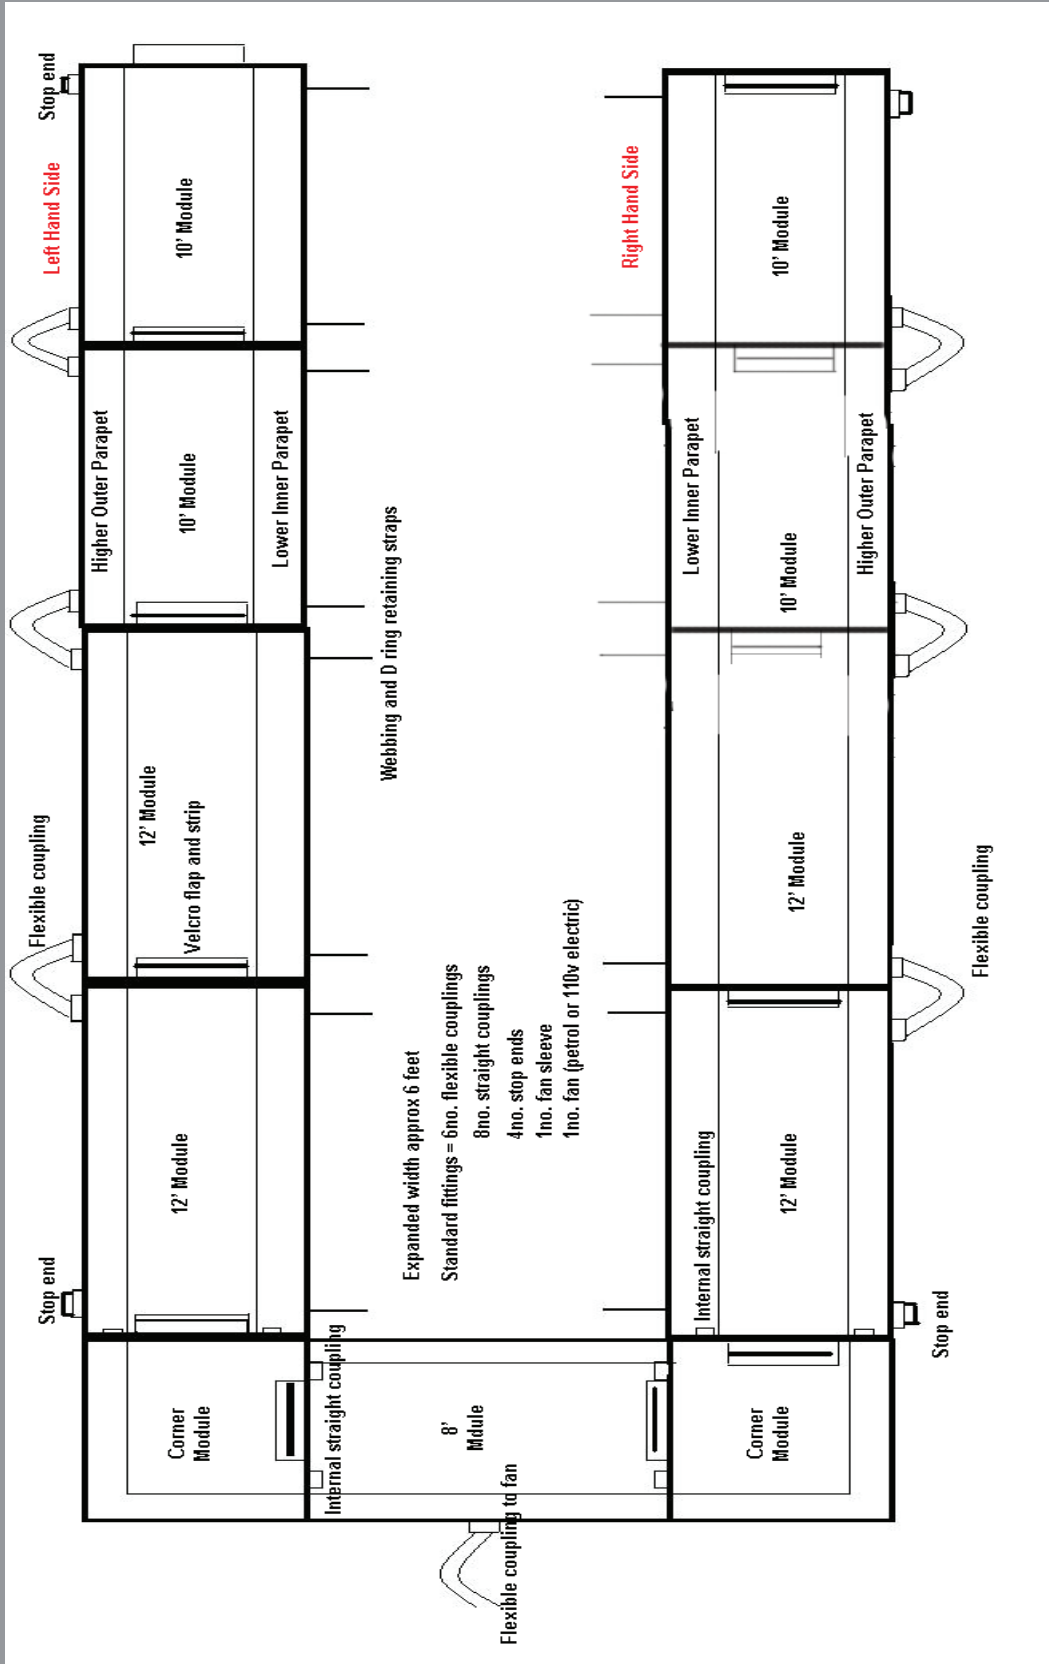 Stop end
Left Hand Side
10' Module
Higher Outer Parapet
10' Module
Lower Inner Parapet
Flexible coupling
12' Module
Velcro flap and strip
Webbing and D ring retaining straps
12' Module
Stop end
Corner
Module
Internal straight coupling
8'
Mdule
Flexible coupling to fan
Expanded width approx 6 feet
Standard fittings = 6no. flexible couplings
8no. straight couplings
4no. stop ends
1no. fan sleeve
1no. fan (petrol or 110v electric)
Right Hand Side
10' Module
Lower Inner Parapet
10' Module
Higher Outer Parapet
12' Module
Flexible coupling
Internal straight coupling
12' Module
Stop end
Corner
Module